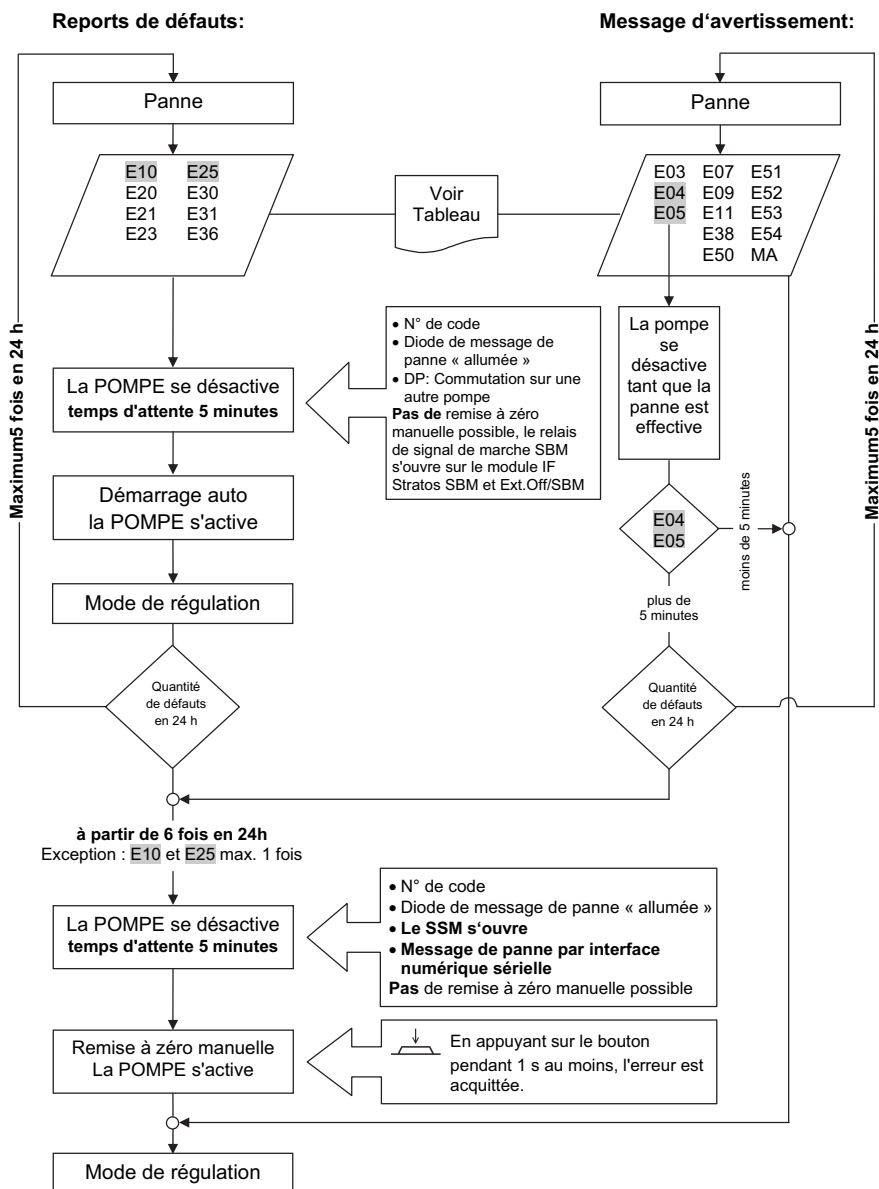 Reports de défauts:
Message d'avertissement:
Panne
Panne
E10 E25
E20 E30
E21 E31
E23 E36
Voir
Tableau
E03 E07 E51
E04 E09 E52
E05 E11 E53
E38 E54
E50 MA
Maximum5 fois en 24 h
• N° de code
• Diode de message de
panne « allumée »
• DP: Commutation sur une
autre pompe
Pas de remise à zéro
manuelle possible, le relais
de signal de marche SBM
s'ouvre sur le module IF
Stratos SBM et Ext.Off/SBM
La pompe
se
désactive
tant que la
panne est
effective
Maximum5 fois en 24 h
La POMPE se désactive
temps d'attente 5 minutes
Démarrage auto
la POMPE s'active
E04
E05
moins de 5 minutes
Mode de régulation
plus de
5 minutes
Quantité
de défauts
en 24 h
Quantité
de défauts
en 24 h
à partir de 6 fois en 24h
Exception : E10 et E25 max. 1 fois
La POMPE se désactive
temps d'attente 5 minutes
• N° de code
• Diode de message de panne « allumée »
• Le SSM s'ouvre
• Message de panne par interface
numérique sérielle
Pas de remise à zéro manuelle possible
Remise à zéro manuelle
La POMPE s'active
En appuyant sur le bouton
pendant 1 s au moins, l'erreur est
acquittée.
Mode de régulation